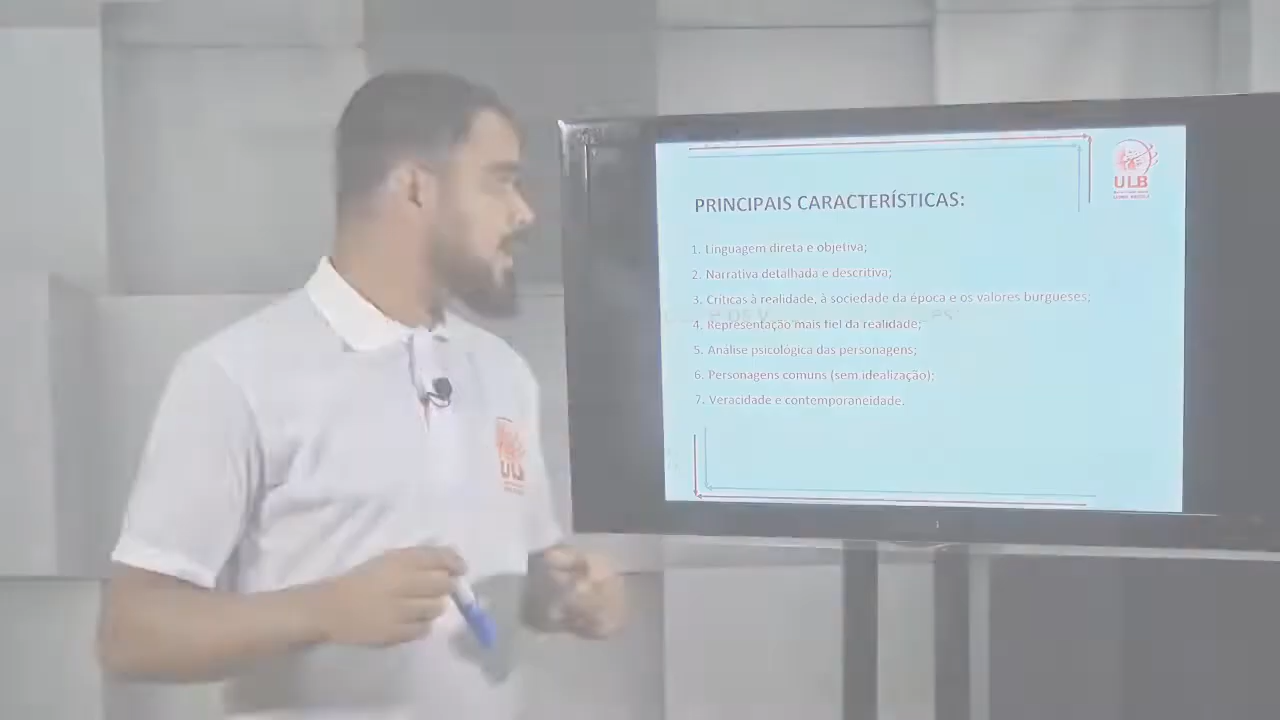 ULB
PRINCIPAIS CARACTERÍSTICAS:
1. Linguagem direta e objetiva;
2. Narrativa detalhada e descritiva;
3. Críticas à realidade, à sociedade da época e os valores burgueses;
4. Representação mais fiel da realidade;
5. Análise psicológica das personagens;
6. Personagens comuns (sem idealização);
7. Veracidade e contemporaneidade.
ULB